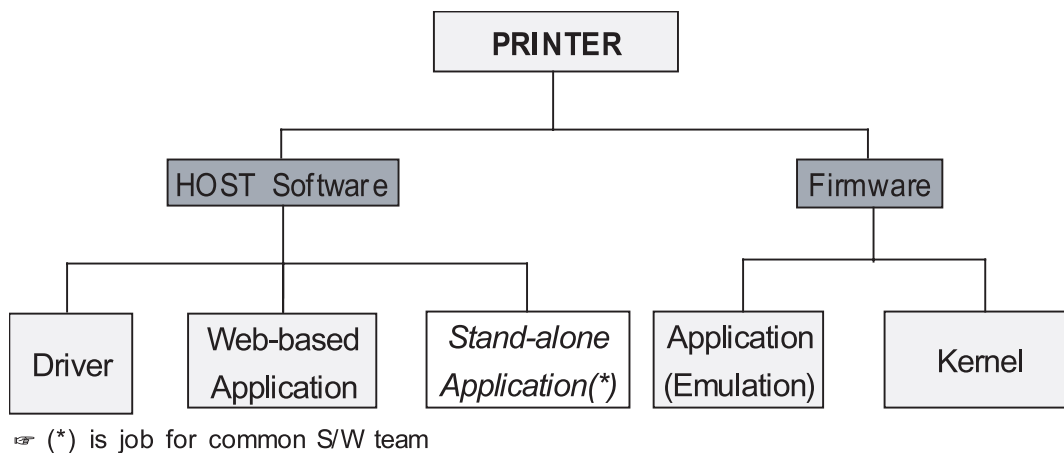 PRINTER
HOST Software
Firmware
Driver
Web-based
Application
Stand-alone
Application(*)
Application
(Emulation)
Kernel
☞ (*) is job for common S/W team